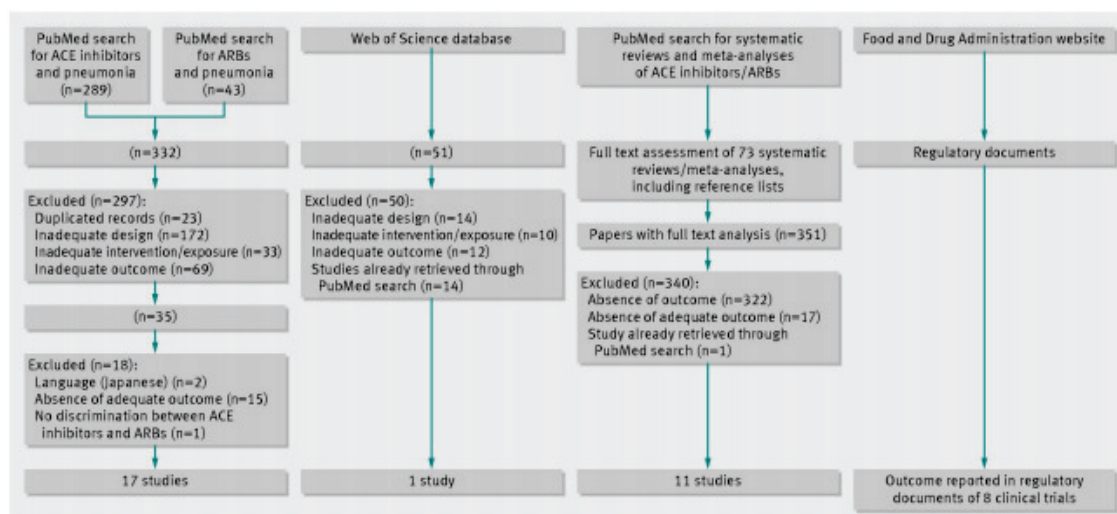 PubMed search
for ACE inhibitors
and pneumonia
(n=289)
PubMed search
for ARBs
and pneumonia
(n=43)
(n=332)
Excluded (n=297):
Duplicated records (n=23)
Inadequate design (n=172)
Inadequate intervention/exposure (n=33)
Inadequate outcome (n=69)
(n=35)
Excluded (n=18):
Language (Japanese) (n=2)
Absence of adequate outcome (n=15)
No discrimination between ACE
inhibitors and ARBs (n=1)
17 studies
Web of Science database
(n=51)
Excluded (n=50):
Inadequate design (n=14)
Inadequate intervention/exposure (n=10)
Inadequate outcome (n=12)
Studies already retrieved through
PubMed search (n=14)
1 study
PubMed search for systematic
reviews and meta-analyses
of ACE inhibitors/ARBs
Full text assessment of 73 systematic
reviews/meta-analyses,
including reference lists
Papers with full text analysis (n=351)
Excluded (n=340):
Absence of outcome (n=322)
Absence of adequate outcome (n=17)
Study already retrieved through
PubMed search (n=1)
11 studies
Food and Drug Administration website
Regulatory documents
Outcome reported in regulatory
documents of 8 clinical trials